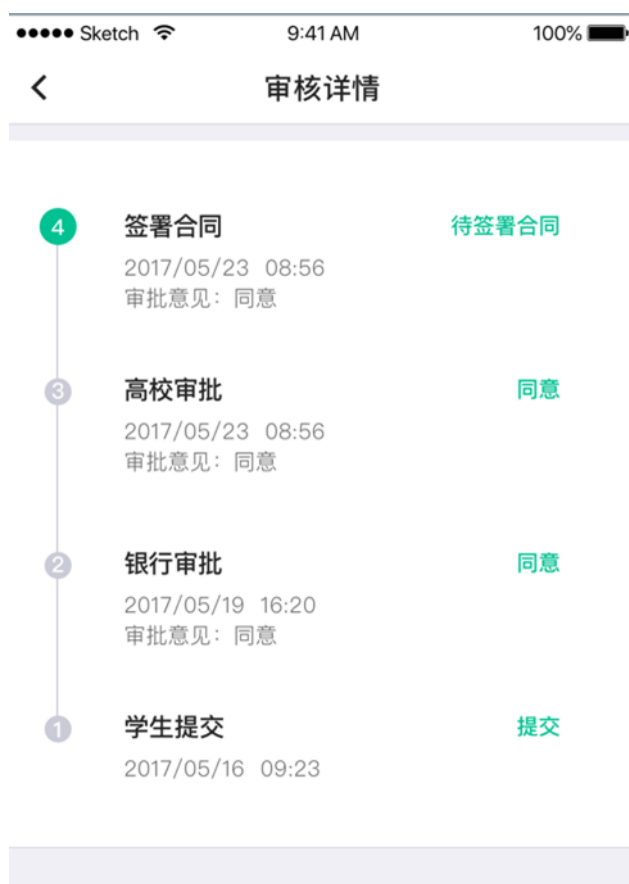 Sketch 9:41 AM 100%
审核详情
4 签署合同 待签署合同
2017/05/23 08:56
审批意见：同意
3 高校审批 同意
2017/05/23 08:56
审批意见：同意
2 银行审批 同意
2017/05/19 16:20
审批意见：同意
1 学生提交 提交
2017/05/16 09:23